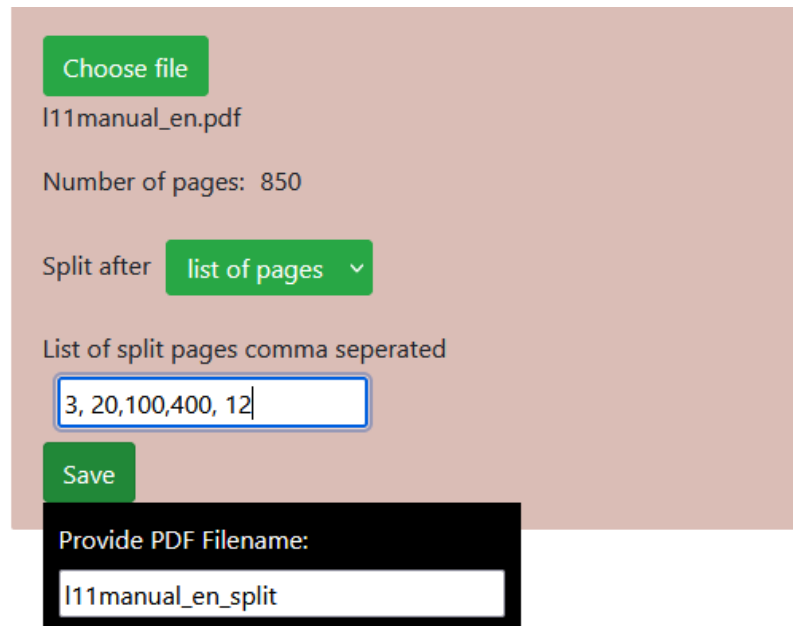 Choose file
l11manual_en.pdf
Number of pages: 850
Split after list of pages
List of split pages comma seperated
3, 20,100,400, 12
Save
Provide PDF Filename:
l11manual_en_split